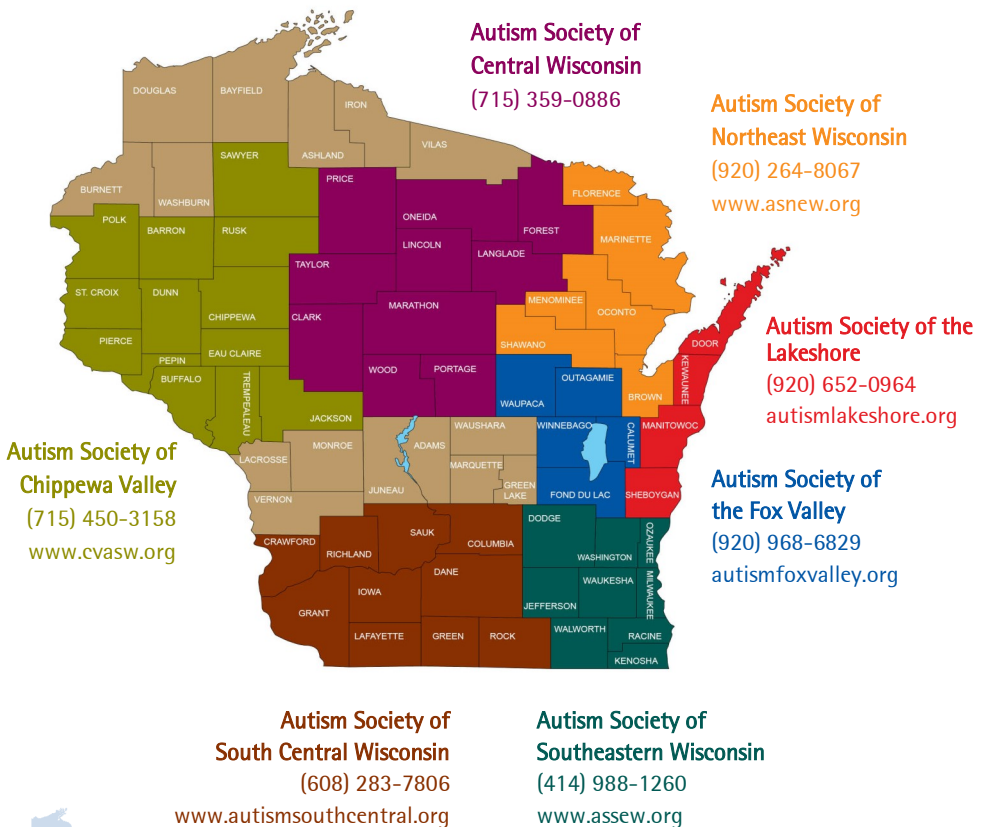 Autism Society of
Central Wisconsin
(715) 359-0886
Autism Society of
Northeast Wisconsin
(920) 264-8067
www.asnew.org
Autism Society of the
Lakeshore
(920) 652-0964
autismlakeshore.org
Autism Society of
the Fox Valley
(920) 968-6829
autismfoxvalley.org
Autism Society of
Chippewa Valley
(715) 450-3158
www.cvasw.org
Autism Society of
South Central Wisconsin
(608) 283-7806
www.autismsouthcentral.org
Autism Society of
Southeastern Wisconsin
(414) 988-1260
www.assew.org
DOUGLAS
BAYFIELD
IRON
ASHLAND
VILAS
SAWYER
BURNETT
WASHBURN
PRICE
FLORENCE
POLK
BARRON
RUSK
ONEIDA
FOREST
MARINETTE
LINCOLN
LANGLADE
TAYLOR
ST. CROIX
DUNN
CHIPPEWA
CLARK
MARATHON
MENOMINEE
OCONTO
PIERCE
PEPIN
EAU CLAIRE
SHAWANO
DOOR
BUFFALO
TREMPEALEAU
WOOD
PORTAGE
OUTAGAMIE
WAUPACA
BROWN
KEWAUNEE
JACKSON
MONROE
ADAMS
WAUSHARA
WINNEBAGO
CALUMET
MANITOWOC
LACROSSE
JUNEAU
MARQUETTE
GREEN
LAKE
FOND DU LAC
SHEBOYGAN
VERNON
CRAWFORD
RICHLAND
SAUK
COLUMBIA
DODGE
WASHINGTON
OZAUKEE
DANE
IOWA
JEFFERSON
WAUKESHA
MILWAUKEE
GRANT
LAFAYETTE
GREEN
ROCK
WALWORTH
RACINE
KENOSHA